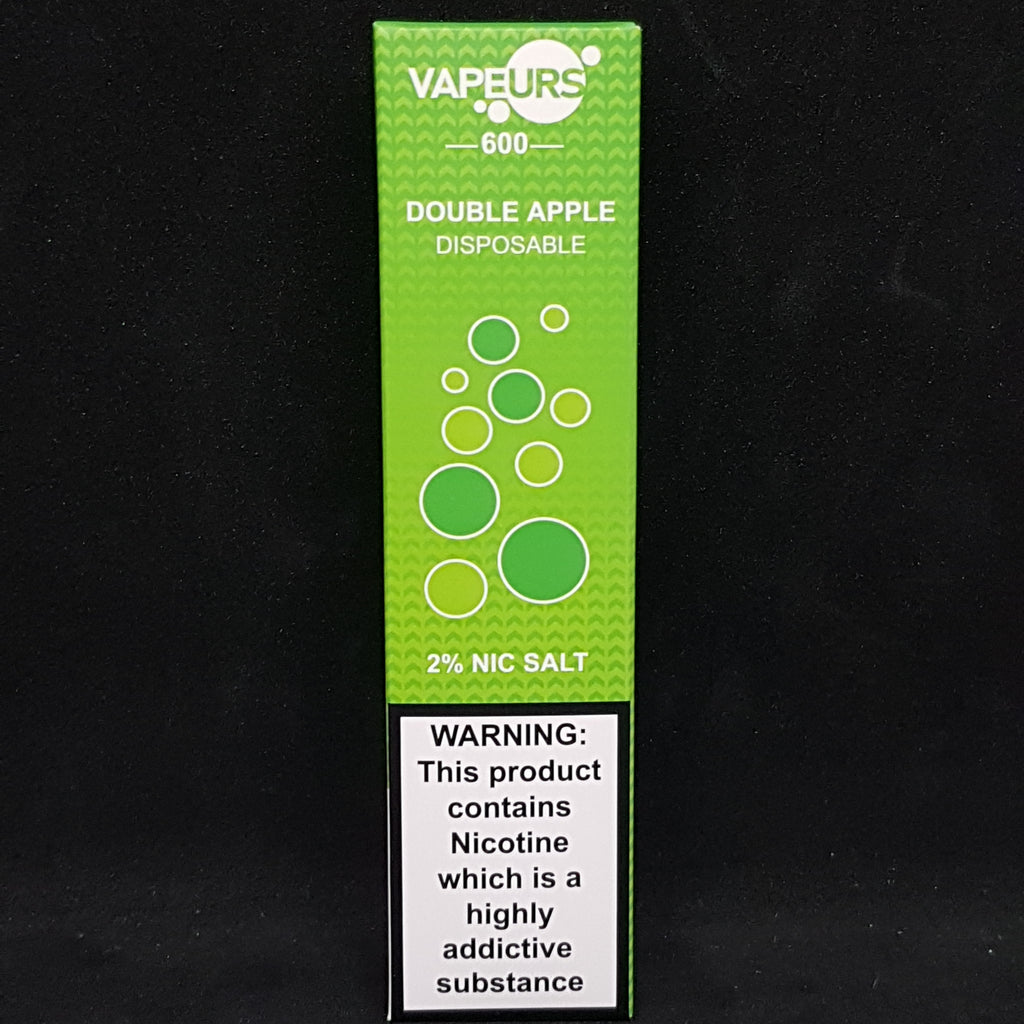 VAPEURS
600
DOUBLE APPLE
DISPOSABLE
2% NIC SALT
WARNING:
This product
contains
Nicotine
which is a
highly
addictive
substance